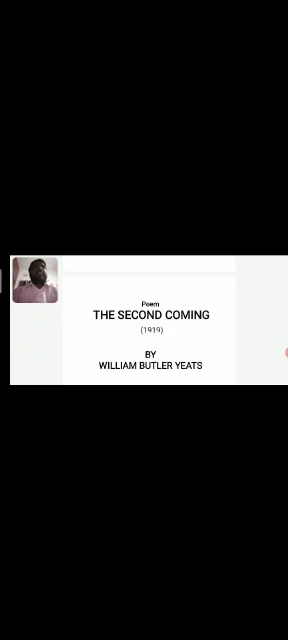 Poem
THE SECOND COMING
(1919)
BY
WILLIAM BUTLER YEATS